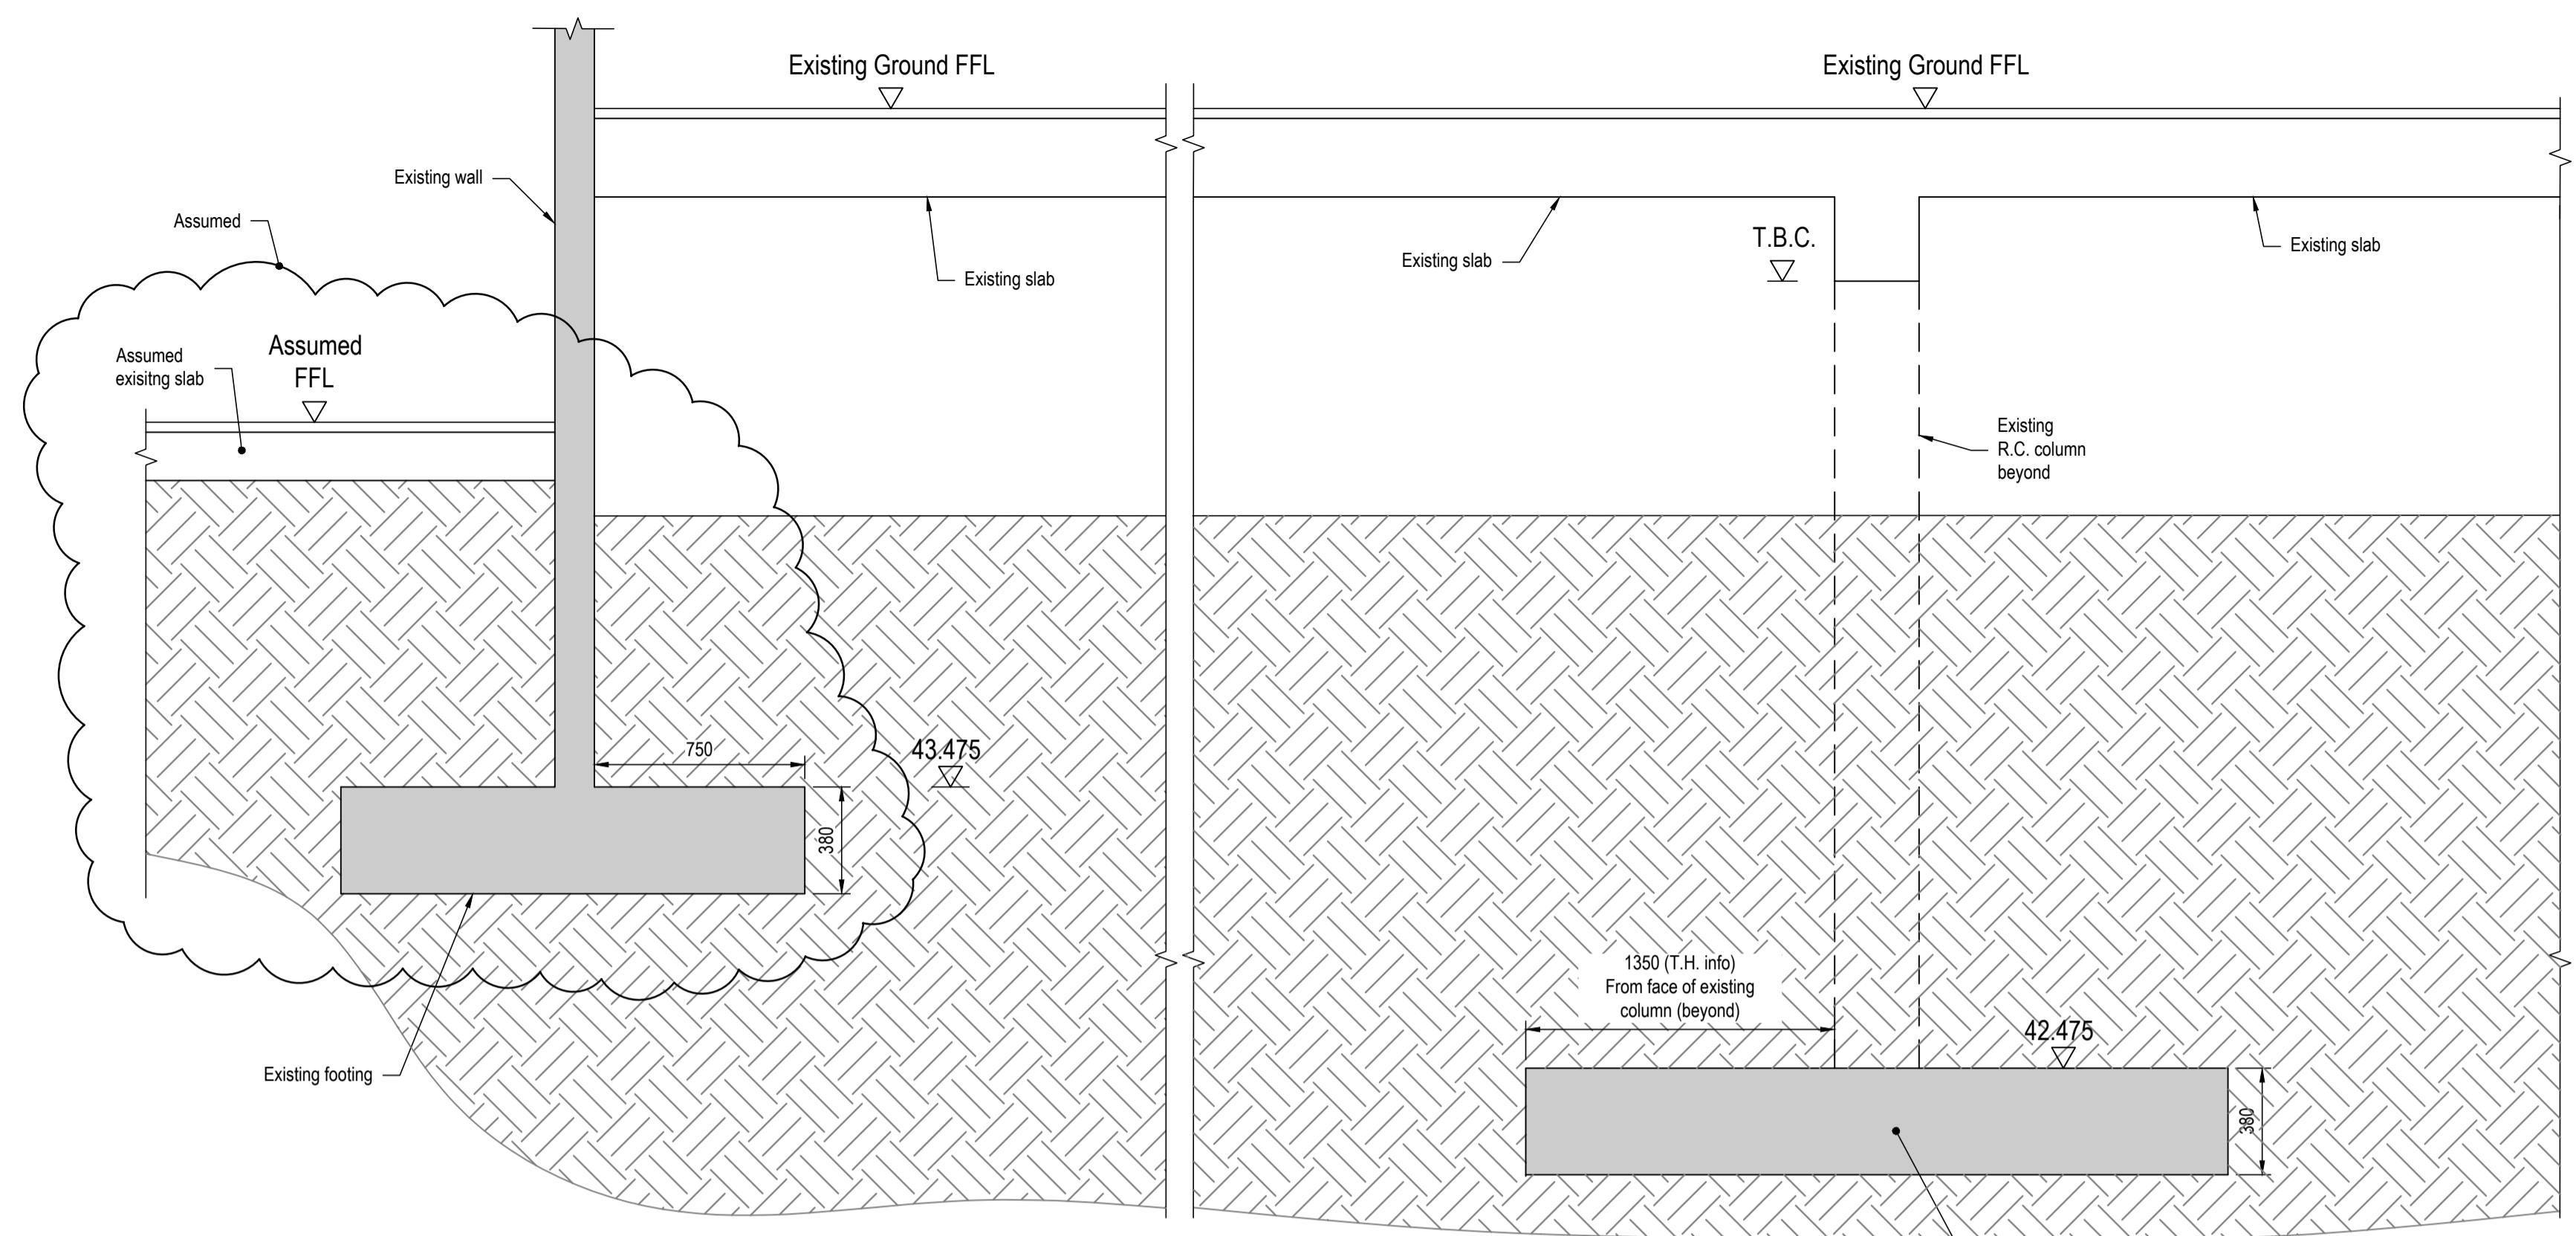 Existing Ground FFL
Existing Ground FFL
Existing wall
Assumed
T.B.C.
Existing slab
Existing slab
Existing slab
Assumed
exisitng slab
Assumed
FFL
Existing
R.C. column
beyond
750
43.475
380
1350 (T.H. info)
From face of existing
column (beyond)
42.475
Existing footing
380